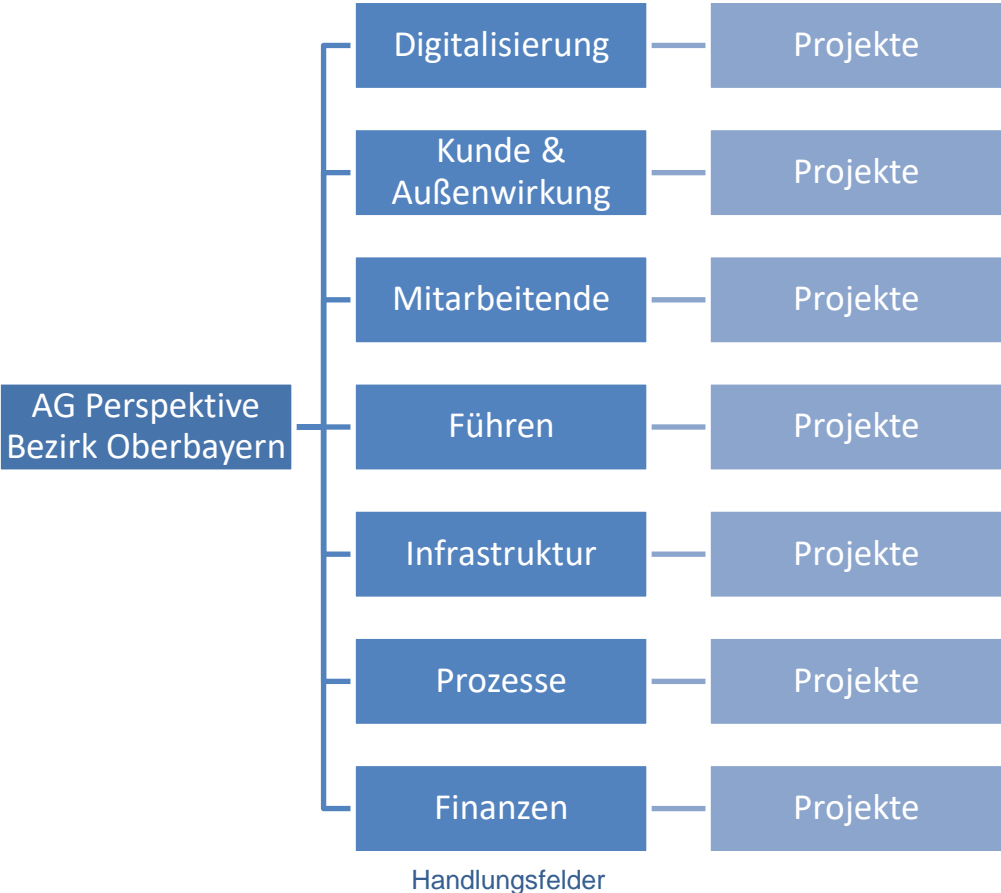 Digitalisierung
Projekte
Kunde &
Außenwirkung
Projekte
Mitarbeitende
Projekte
AG Perspektive
Bezirk Oberbayern
Führen
Projekte
Infrastruktur
Projekte
Prozesse
Projekte
Finanzen
Projekte
Handlungsfelder